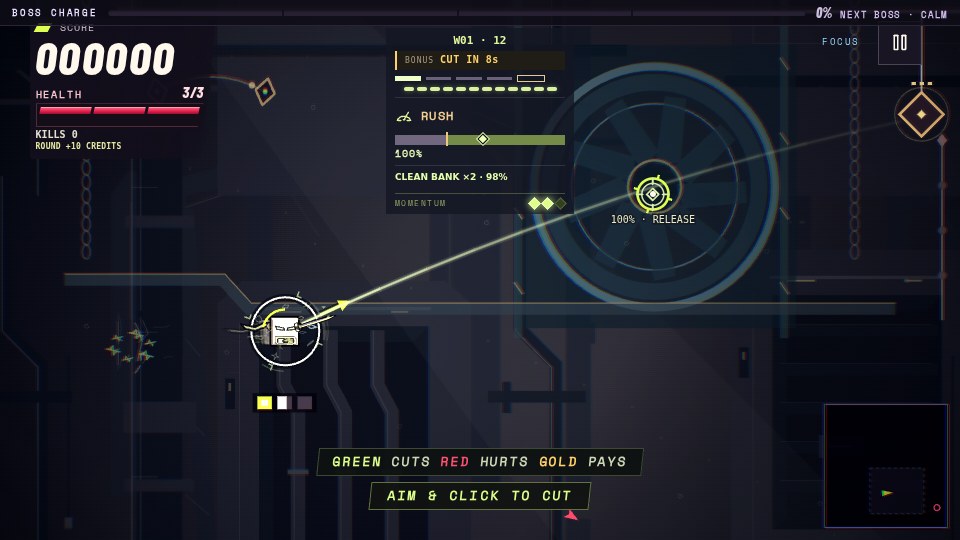 BOSS CHARGE
0% NEXT BOSS · CALM
SCORE
000000
HEALTH 3/3
KILLS 0
ROUND +10 CREDITS
W01 · 12
BONUS CUT IN 8s
RUSH
100%
CLEAN BANK ×2 · 98%
MOMENTUM
FOCUS
100% · RELEASE
GREEN CUTS RED HURTS GOLD PAYS
AIM & CLICK TO CUT